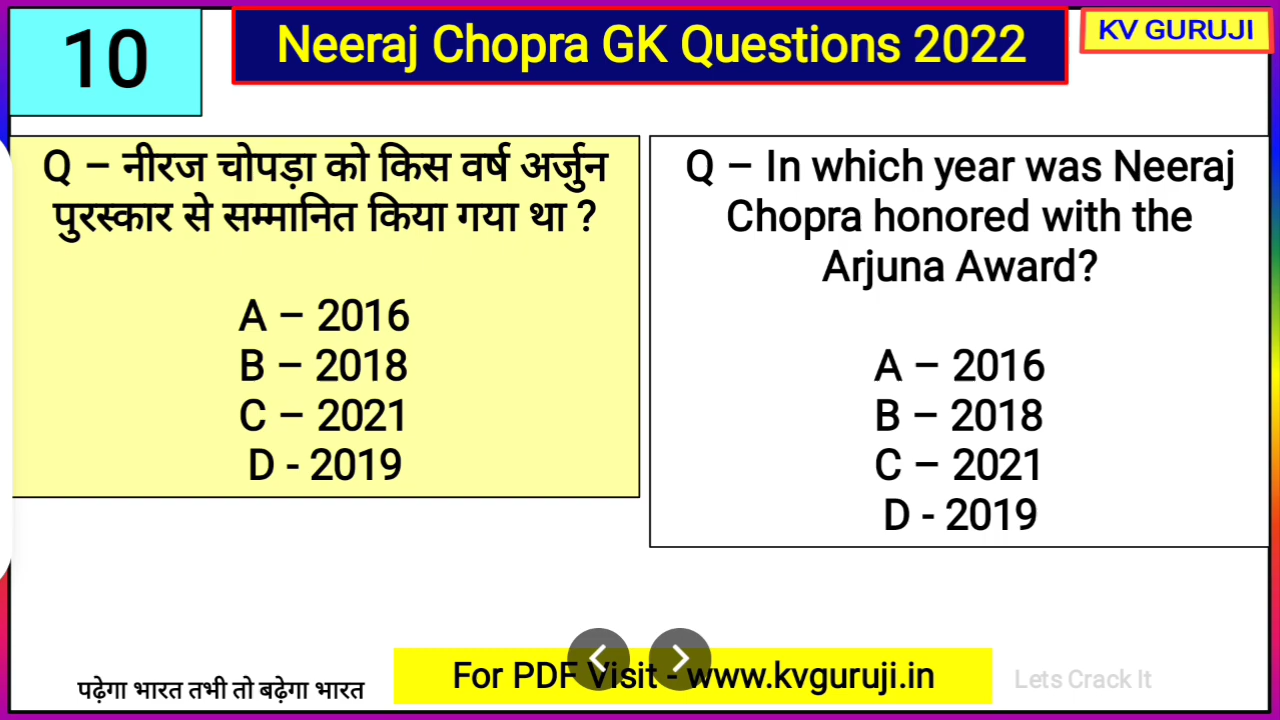 10
Neeraj Chopra GK Questions 2022
KV GURUJI
Q – नीरज चोपड़ा को किस वर्ष अर्जुन
पुरस्कार से सम्मानित किया गया था ?
A – 2016
B – 2018
C – 2021
D - 2019
Q – In which year was Neeraj
Chopra honored with the
Arjuna Award?
A – 2016
B – 2018
C – 2021
D - 2019
पढ़ेगा भारत तभी तो बढ़ेगा भारत
For PDF Visit - www.kvguruji.in
Lets Crack It